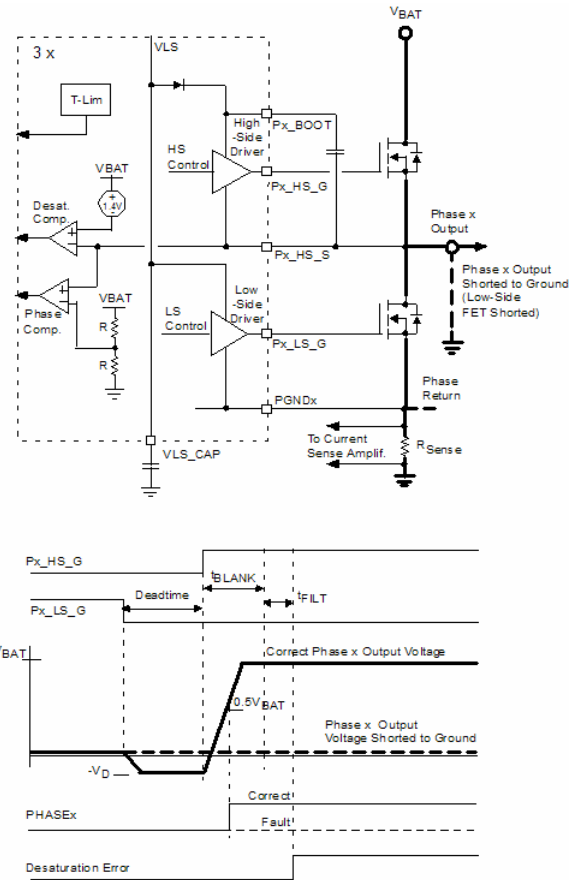 VBAT
VLS
3 x
T-Lim
High
-Side
Driver
Px_BOOT
HS
Control
VBAT
Px_HS_G
1.4V
Desat.
Comp.
Phase x
Output
Px_HS_S
Phase x Output
Shorted to Ground
(Low-Side
FET Shorted)
VBAT
Low
-Side
Driver
Phase
Comp.
R
LS
Control
Px_LS_G
R
Phase
Return
PGNDx
To Current
Sense Amplif.
RSense
VLS_CAP
Px_HS_G
tBLANK
Deadtime
tFILT
Px_LS_G
VBAT
Correct Phase x Output Voltage
0.5VBAT
Phase x Output
Voltage Shorted to Ground
-VD
Correct
PHASEx
Fault
Desaturation Error